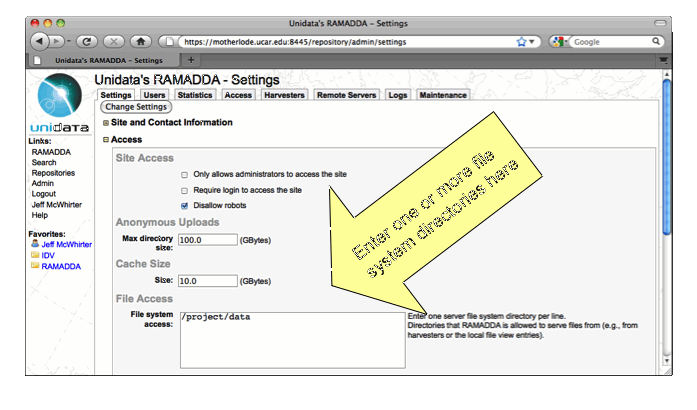 Unidata's RAMADDA – Settings
https://motherlode.ucar.edu:8445/repository/admin/settings
Google
Unidata's RAMADDA – Settings
+
unidata
Unidata's RAMADDA - Settings
Settings Users Statistics Access Harvesters Remote Servers Logs Maintenance
Change Settings
Site and Contact Information
Access
Links:
RAMADDA
Search
Repositories
Admin
Logout
Jeff McWhirter
Help
Favorites:
Jeff McWhirter
IDV
RAMADDA
Site Access
Only allows administrators to access the site
Require login to access the site
Disallow robots
Anonymous Uploads
Max directory size: 100.0 (GBytes)
Cache Size
Size: 10.0 (GBytes)
File Access
File system access: /project/data
Enter one server file system directory per line.
Directories that RAMADDA is allowed to serve files from (e.g., from
harvesters or the local file view entries).
Enter one or more file
system directories here